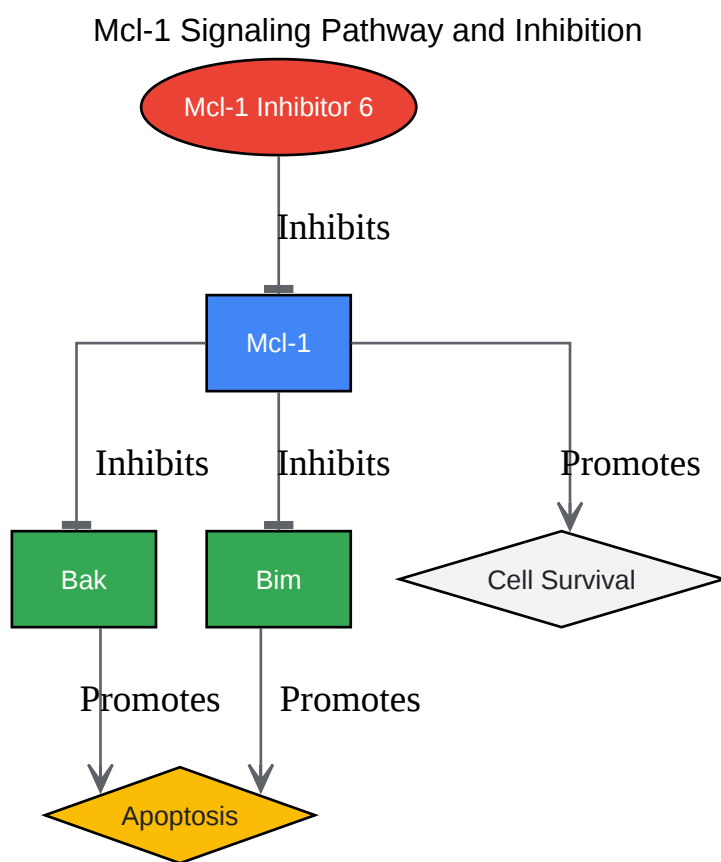 Mcl-1 Signaling Pathway and Inhibition
Mcl-1 Inhibitor 6
Inhibits
Mcl-1
Inhibits
Inhibits
Promotes
Bak
Bim
Cell Survival
Promotes
Promotes
Apoptosis